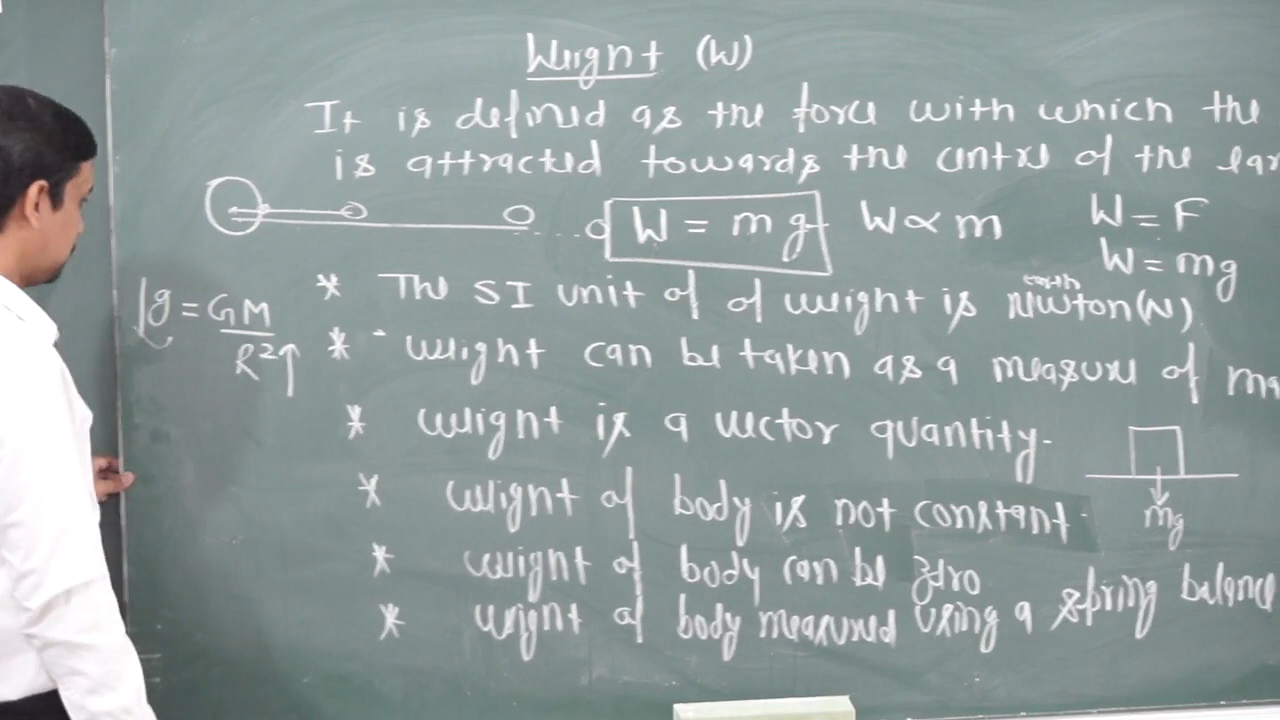 Weight (W)
It is defined as the force with which the
is attracted towards the centre of the ear
W = mg W ∝ m W = F
W = mg
earth
* The SI unit of of weight is Newton(N)
↓g = GM
R²↑
* - weight can be taken as a measure of ma
* weight is a vector quantity.
* weight of body is not constant.
mg
* weight of body can be zero
* weight of body measured using a spring balance